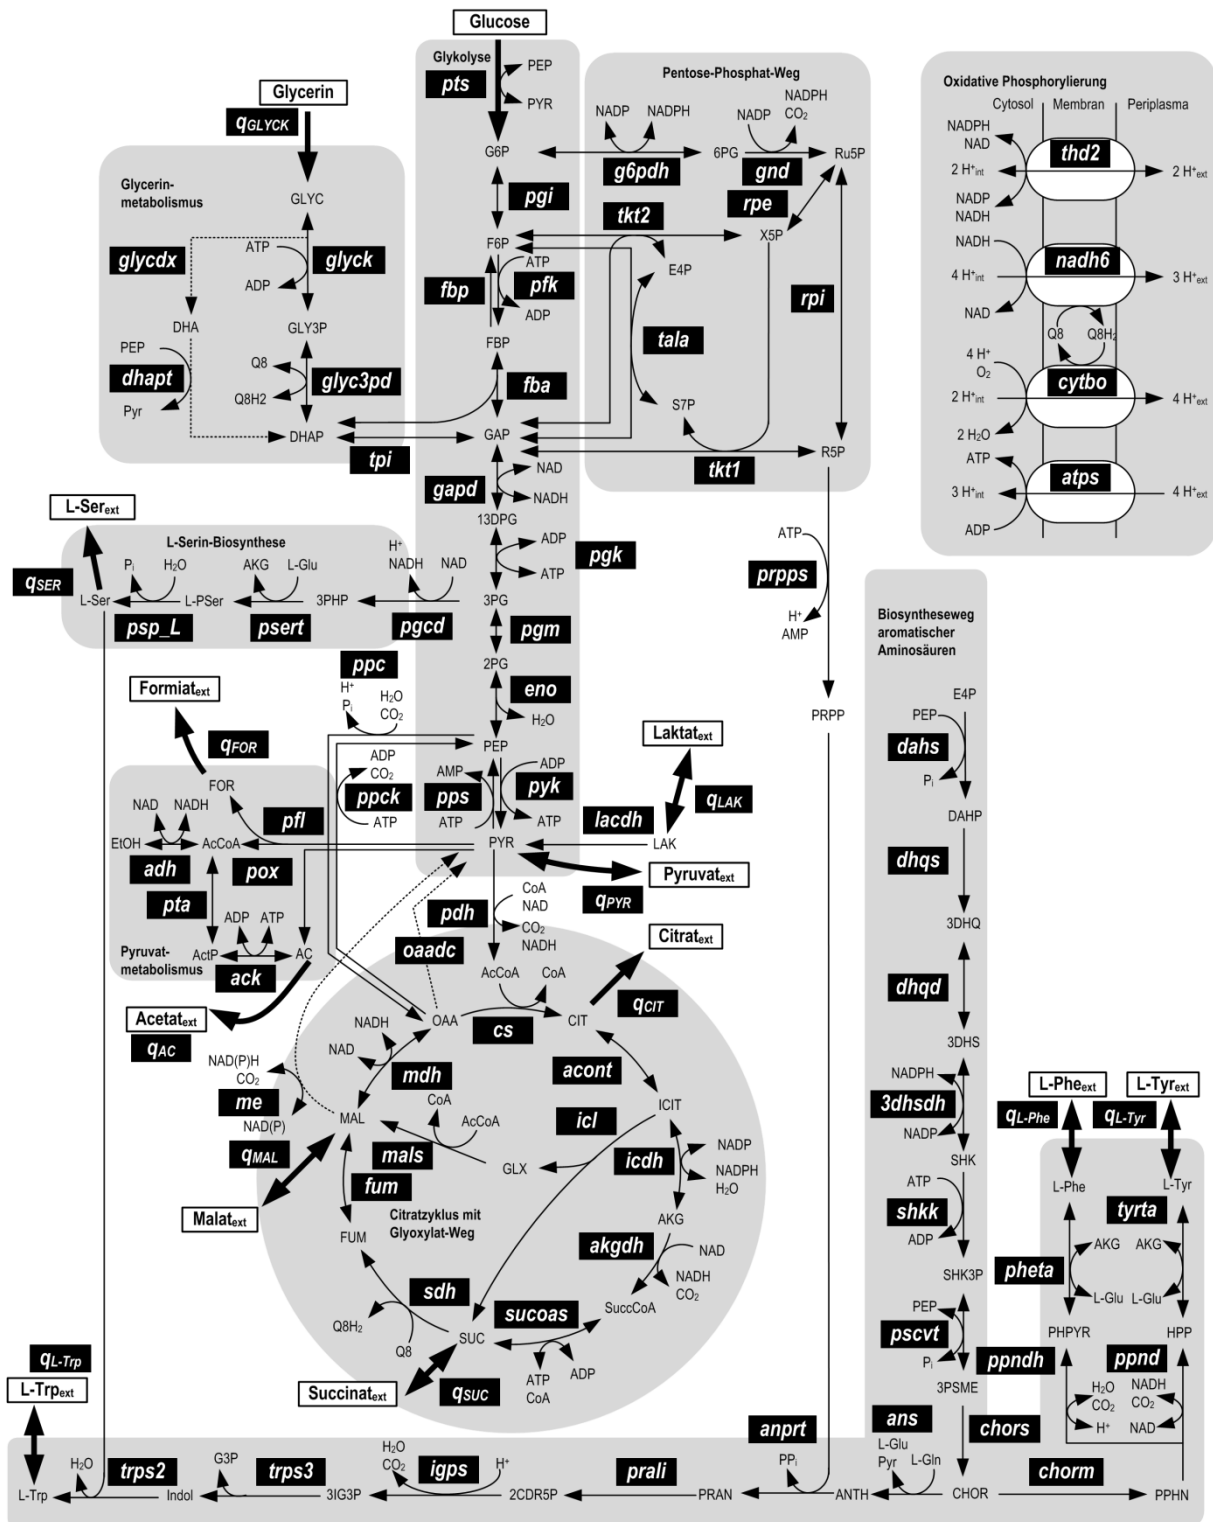 Glucose
Glykolyse
pts
PEP
PYR
G6P
pgi
F6P
fbp
ATP
pfk
ADP
FBP
fba
GAP
gapd
NAD
NADH
13DPG
ADP
ATP
pgk
3PG
pgm
2PG
eno
H₂O
PEP
AMP
pps
ATP
ADP
pyk
ATP
PYR
Glycerin
qGLYCK
Glycerin-
metabolismus
GLYC
glycdx
ATP
glyck
ADP
DHA
GLY3P
PEP
dhapt
Pyr
Q8
glyc3pd
Q8H2
DHAP
tpi
Pentose-Phosphat-Weg
NADP
NADPH
NADP
NADPH
CO₂
6PG
Ru5P
g6pdh
gnd
tkt2
rpe
X5P
E4P
rpi
tala
S7P
tkt1
R5P
Oxidative Phosphorylierung
Cytosol
Membran
Periplasma
NADPH
NAD
thd2
2 H⁺int
2 H⁺ext
NADP
NADH
NADH
nadh6
4 H⁺int
3 H⁺ext
NAD
Q8
Q8H₂
4 H⁺
O₂
cytbo
2 H⁺int
4 H⁺ext
2 H₂O
ATP
atps
3 H⁺int
4 H⁺ext
ADP
L-Serext
L-Serin-Biosynthese
qSER
Pi
H₂O
AKG
L-Glu
H⁺
NADH
NAD
L-Ser
L-PSer
3PHP
psp_L
psert
pgcd
ATP
prpps
H⁺
AMP
PRPP
ppc
H⁺
Pi
H₂O
CO₂
ADP
CO₂
ppck
ATP
Formiatext
qFOR
FOR
NAD
NADH
pfl
EtOH
AcCoA
adh
pox
pta
ADP
ATP
ActP
AC
Pyruvat-
metabolismus
ack
Acetatext
qAC
Laktatext
qLAK
lacdh
LAK
Pyruvatext
qPYR
pdh
CoA
NAD
CO₂
NADH
oaadc
AcCoA
CoA
Citratext
qCIT
OAA
cs
CIT
NADH
NAD
mdh
acont
NAD(P)H
CO₂
me
NAD(P)
MAL
CoA
AcCoA
icl
ICIT
qMAL
mals
GLX
icdh
NADP
NADPH
H₂O
Malatext
fum
Citratzyklus mit
Glyoxylat-Weg
FUM
AKG
akgdh
NAD
NADH
CO₂
sdh
sucoas
SuccCoA
Q8H₂
Q8
SUC
ATP
CoA
ADP
Succinatext
qSUC
Biosyntheseweg
aromatischer
Aminosäuren
E4P
PEP
dahs
Pi
DAHP
dhqs
3DHQ
dhqd
3DHS
NADPH
3dhsdh
NADP
SHK
ATP
shkk
ADP
SHK3P
PEP
pscvt
Pi
3PSME
chors
L-Pheext
L-Tyrext
qL-Phe
qL-Tyr
L-Phe
L-Tyr
tyrta
AKG
AKG
pheta
L-Glu
L-Glu
PHPYR
HPP
ppndh
ppnd
H₂O
CO₂
NADH
CO₂
H⁺
NAD
qL-Trp
L-Trpext
H₂O
trps2
G3P
trps3
H₂O
CO₂
igps
H⁺
prali
anprt
PPi
ans
L-Glu
Pyr
L-Gln
chorm
L-Trp
Indol
3IG3P
2CDR5P
PRAN
ANTH
CHOR
PPHN